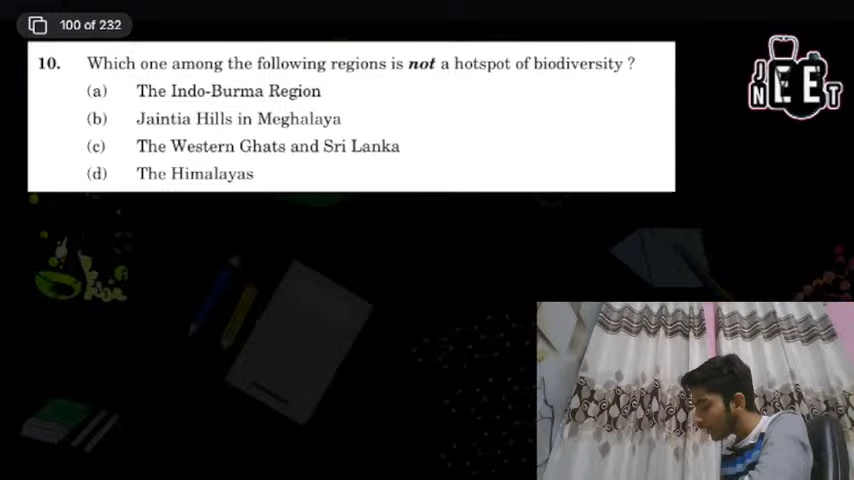 100 of 232
10. Which one among the following regions is not a hotspot of biodiversity ?
(a) The Indo-Burma Region
(b) Jaintia Hills in Meghalaya
(c) The Western Ghats and Sri Lanka
(d) The Himalayas
J
NEET